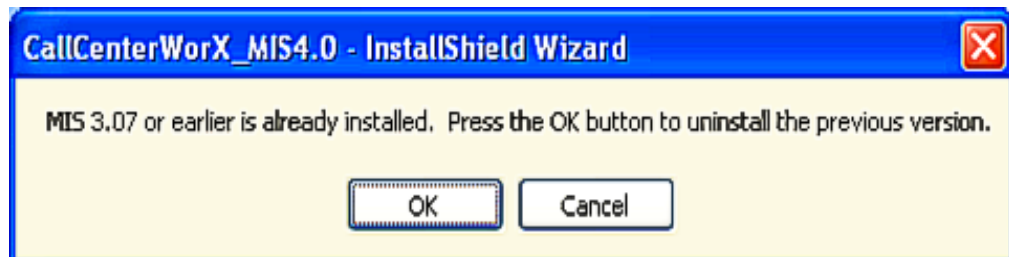 CallCenterWorX_MIS4.0 - InstallShield Wizard
MIS 3.07 or earlier is already installed.  Press the OK button to uninstall the previous version.
OK
Cancel